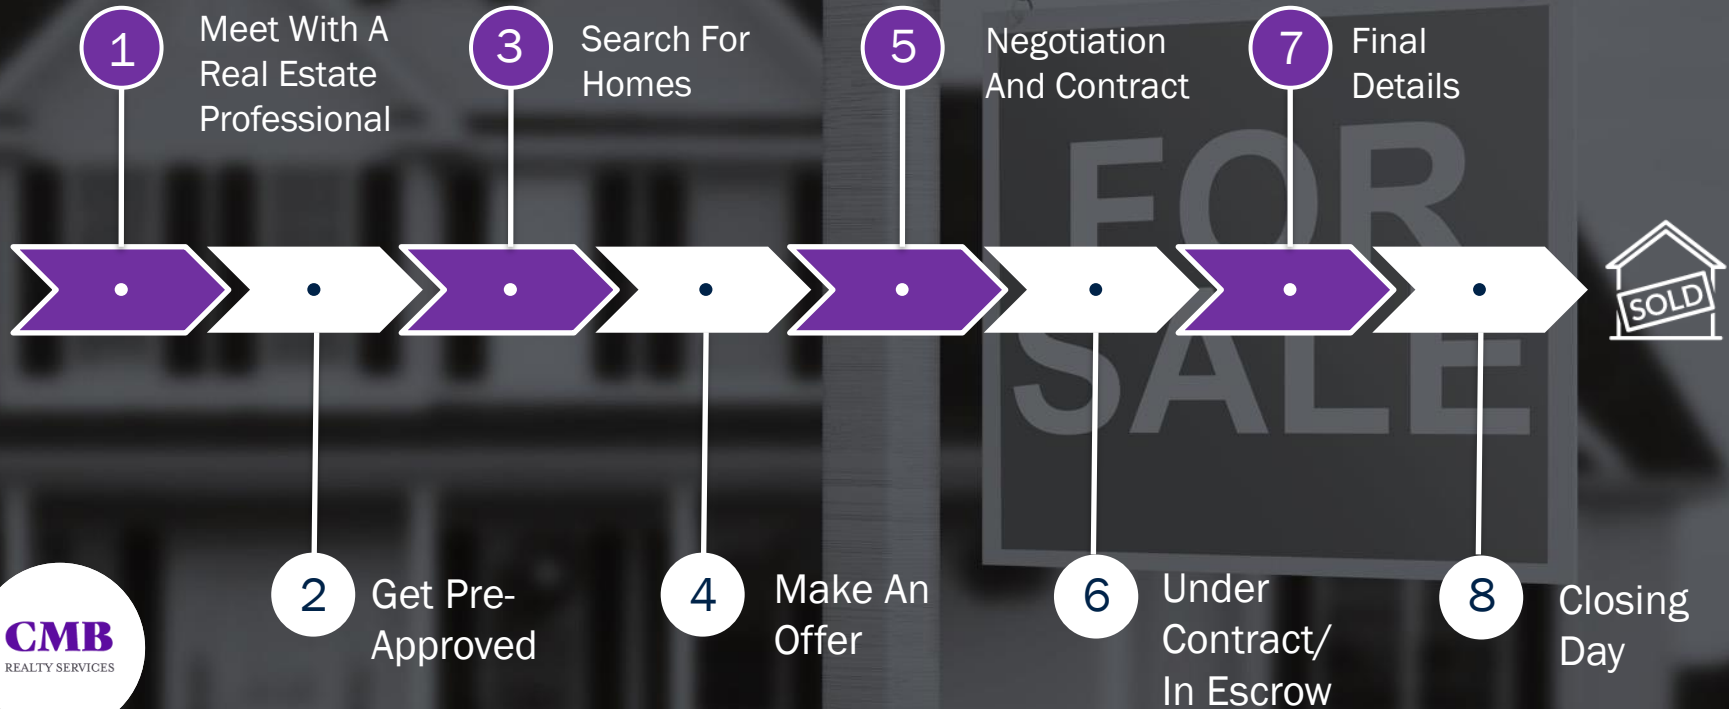 1
Meet With A
Real Estate
Professional
3
Search For
Homes
5
Negotiation
And Contract
7
Final
Details
FOR
SALE
SOLD
2
Get Pre-
Approved
4
Make An
Offer
6
Under
Contract/
In Escrow
8
Closing
Day
CMB
REALTY SERVICES